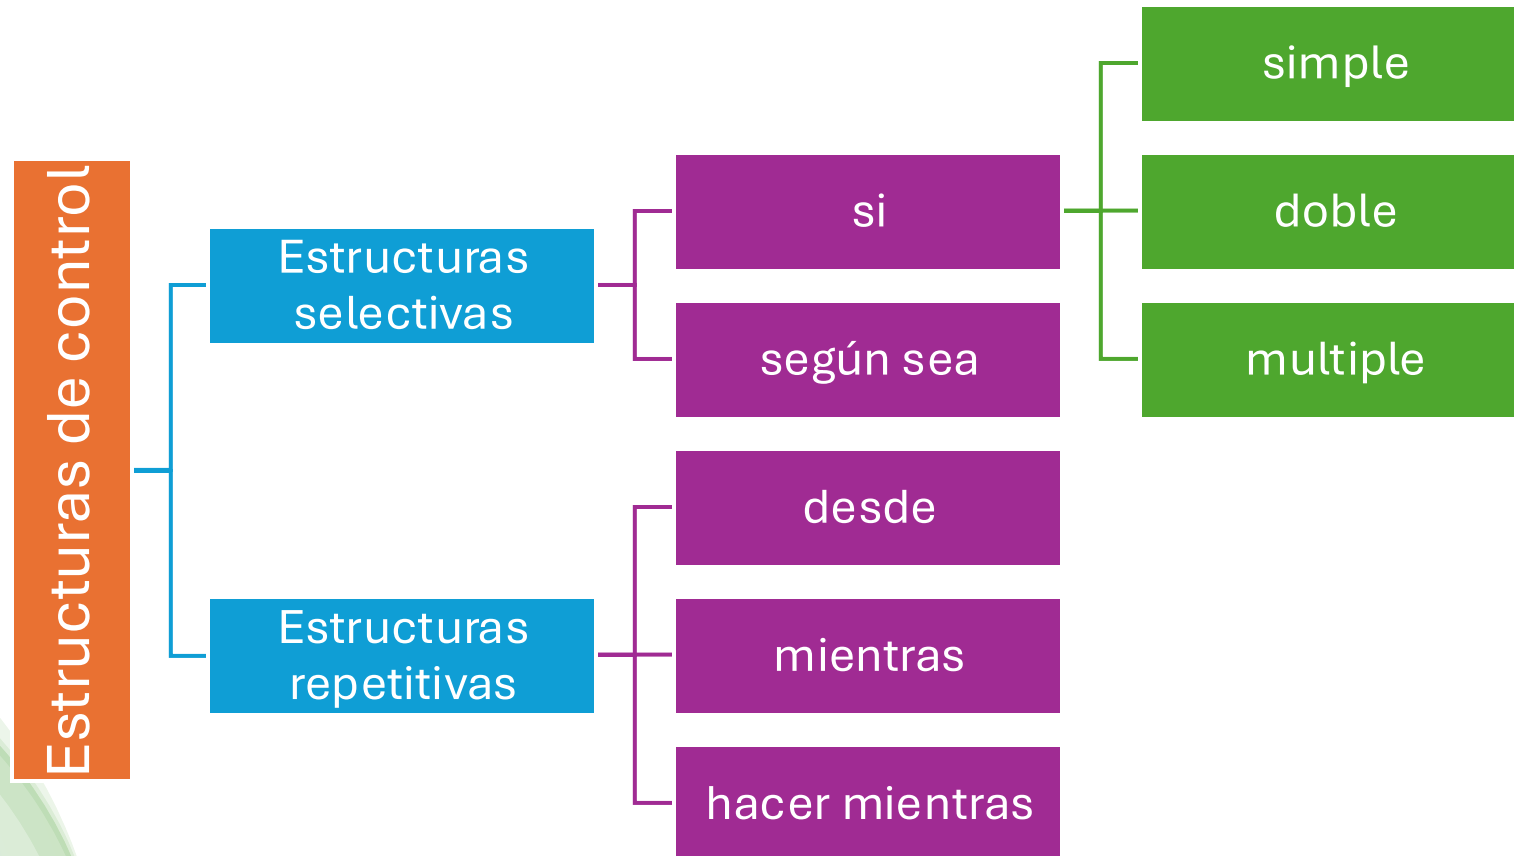 Estructuras de control
Estructuras
selectivas
si
simple
doble
multiple
según sea
Estructuras
repetitivas
desde
mientras
hacer mientras